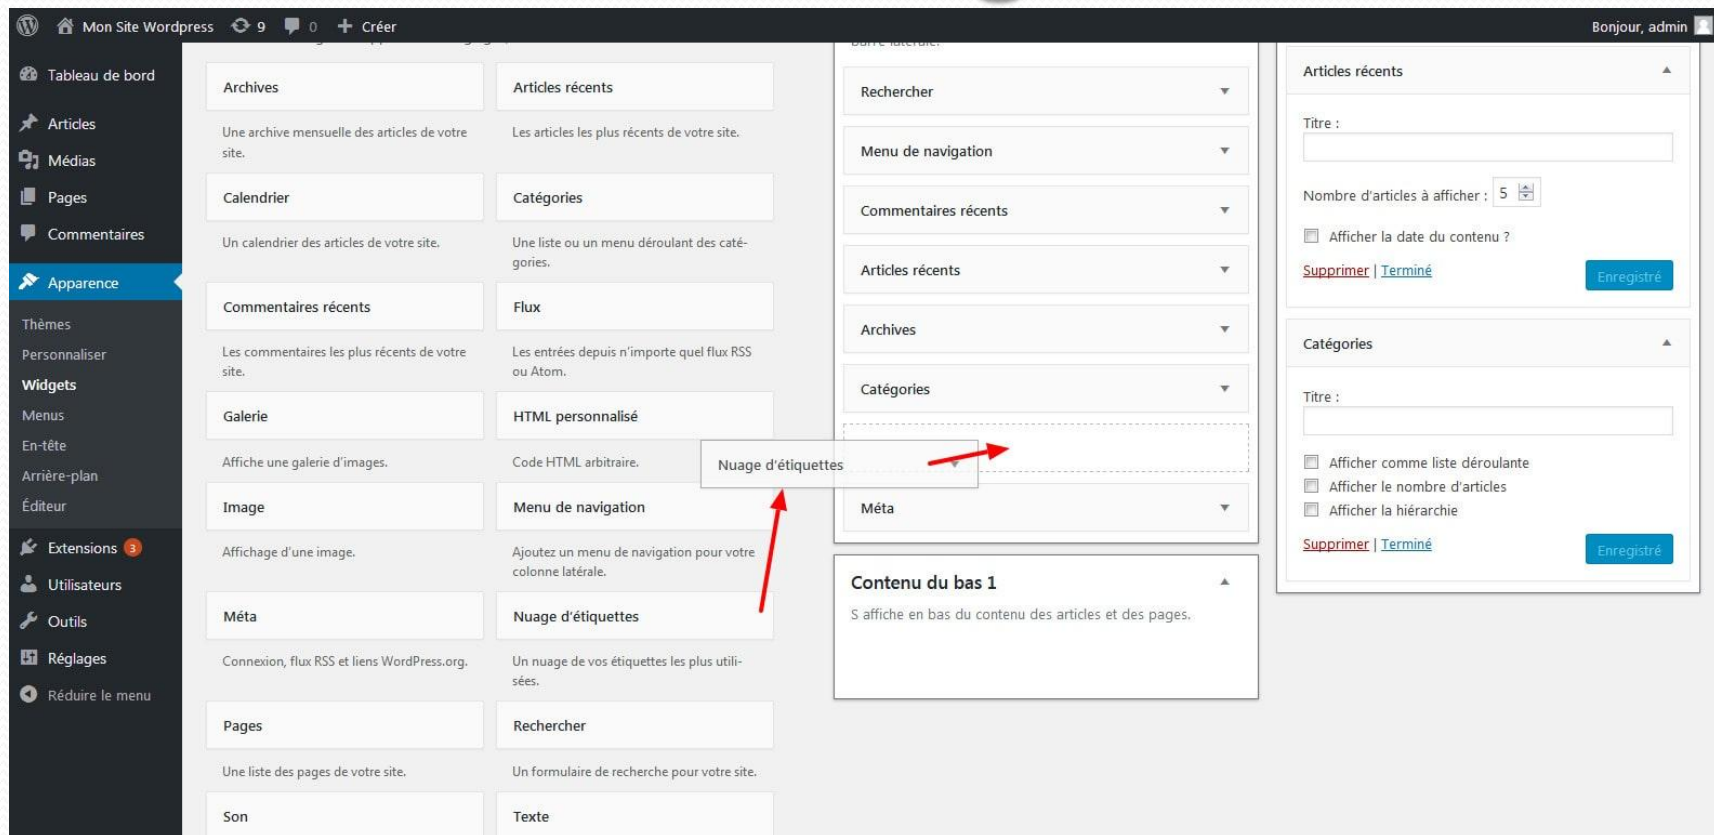 Mon Site Wordpress 9 0 + Créer
Bonjour, admin
Tableau de bord
Articles
Médias
Pages
Commentaires
Apparence
Thèmes
Personnaliser
Widgets
Menus
En-tête
Arrière-plan
Éditeur
Extensions 3
Utilisateurs
Outils
Réglages
Réduire le menu
Archives
Une archive mensuelle des articles de votre
site.
Articles récents
Les articles les plus récents de votre site.
Calendrier
Un calendrier des articles de votre site.
Catégories
Une liste ou un menu déroulant des caté-
gories.
Commentaires récents
Les commentaires les plus récents de votre
site.
Flux
Les entrées depuis n'importe quel flux RSS
ou Atom.
Galerie
Affiche une galerie d'images.
HTML personnalisé
Code HTML arbitraire.
Image
Affichage d'une image.
Menu de navigation
Ajoutez un menu de navigation pour votre
colonne latérale.
Méta
Connexion, flux RSS et liens WordPress.org.
Nuage d'étiquettes
Un nuage de vos étiquettes les plus utili-
sées.
Pages
Une liste des pages de votre site.
Rechercher
Un formulaire de recherche pour votre site.
Son
Texte
barre latérale.
Rechercher
Menu de navigation
Commentaires récents
Articles récents
Archives
Catégories
Nuage d'étiquettes
Méta
Contenu du bas 1
S affiche en bas du contenu des articles et des pages.
Articles récents
Titre :
Nombre d'articles à afficher : 5
Afficher la date du contenu ?
Supprimer | Terminé
Enregistré
Catégories
Titre :
Afficher comme liste déroulante
Afficher le nombre d'articles
Afficher la hiérarchie
Supprimer | Terminé
Enregistré